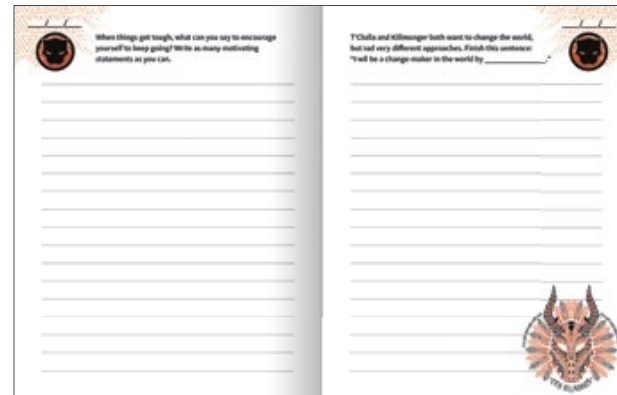 When things get tough, what can you say to encourage
yourself to keep going? Write as many motivating
statements as you can.
T'Challa and Killmonger both want to change the world,
but had very different approaches. Finish this sentence:
"I will be a change-maker in the world by ____________."